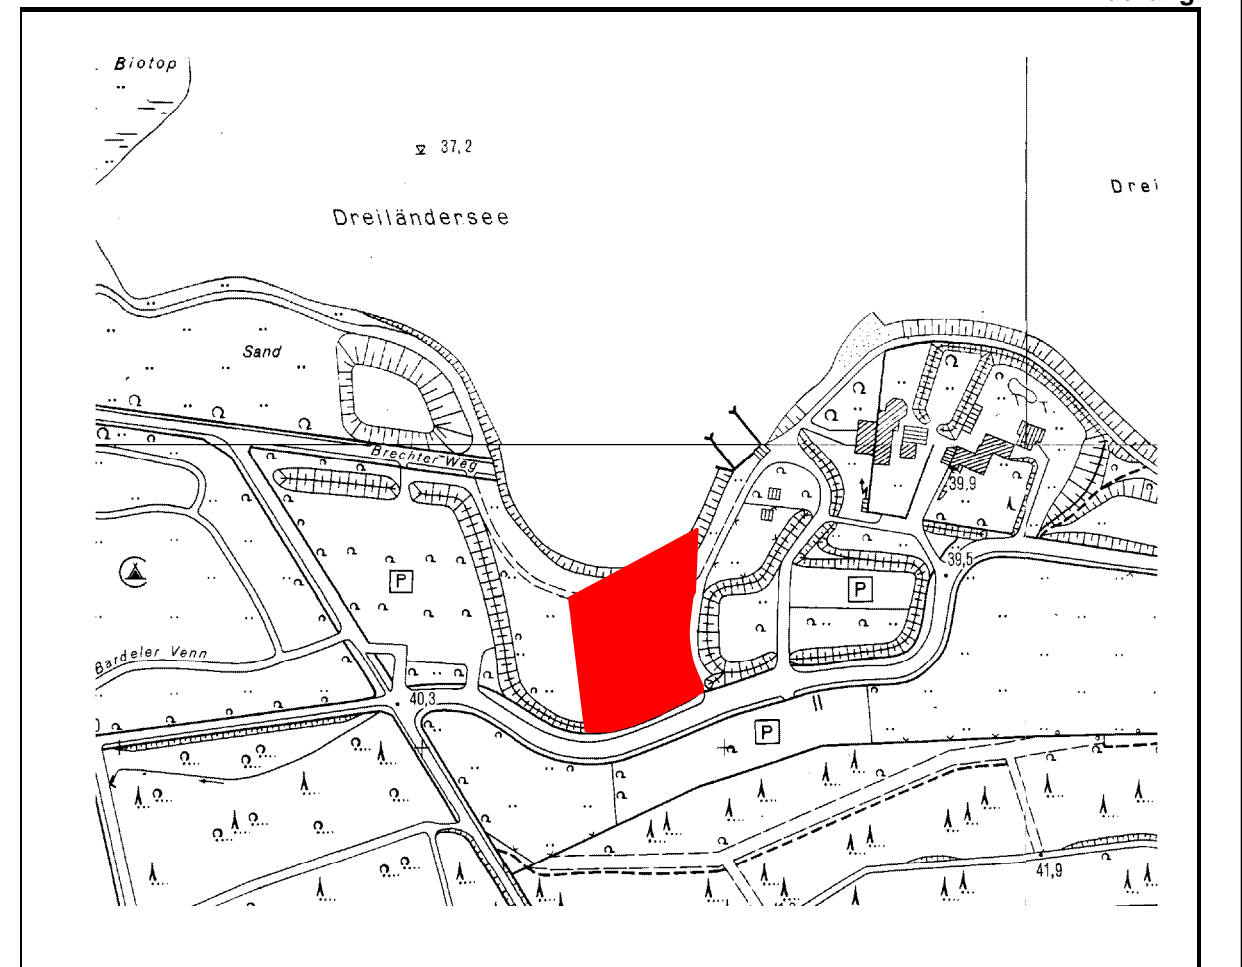 Biotop
37,2
Drei
Dreiländersee
Sand
Brechter Weg
39,9
39,5
P
P
Bardeler Venn
40,3
P
41,9